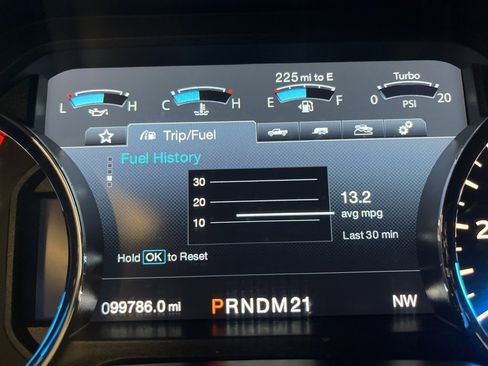 225 mi to E
Turbo
L H C H E F 0 20
PSI
Trip/Fuel
Fuel History
30
20
10
13.2
avg mpg
Last 30 min
Hold OK to Reset
099786.0 mi PRNDM21 NW
2